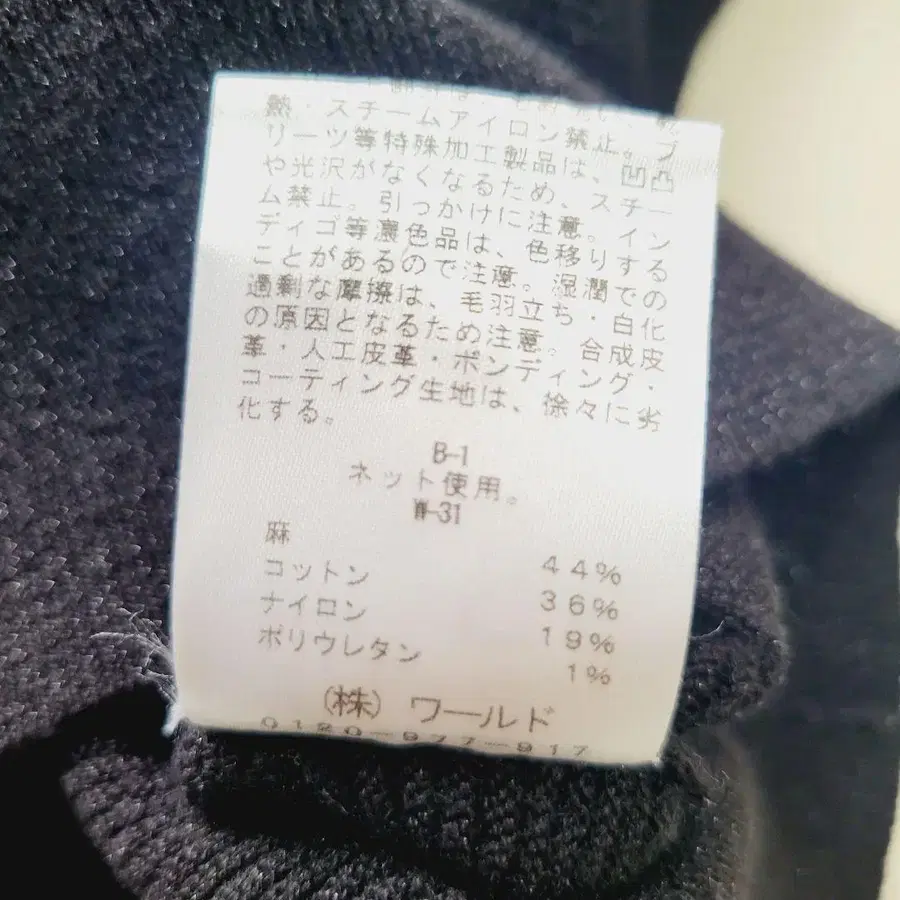 熱・スチームアイロン禁止。プ
リーツ等特殊加工製品は、凹凸
や光沢がなくなるため、スチー
ム禁止。引っかけに注意。イン
ディゴ等濃色品は、色移りする
ことがあるので注意。湿潤での
過剰な摩擦は、毛羽立ち・白化
の原因となるため注意。合成皮
革・人工皮革・ボンディング・
コーティング生地は、徐々に劣
化する。
B-1
ネット使用。
W-31
麻 44%
コットン 36%
ナイロン 19%
ポリウレタン 1%
(株) ワールド
0120-977-917